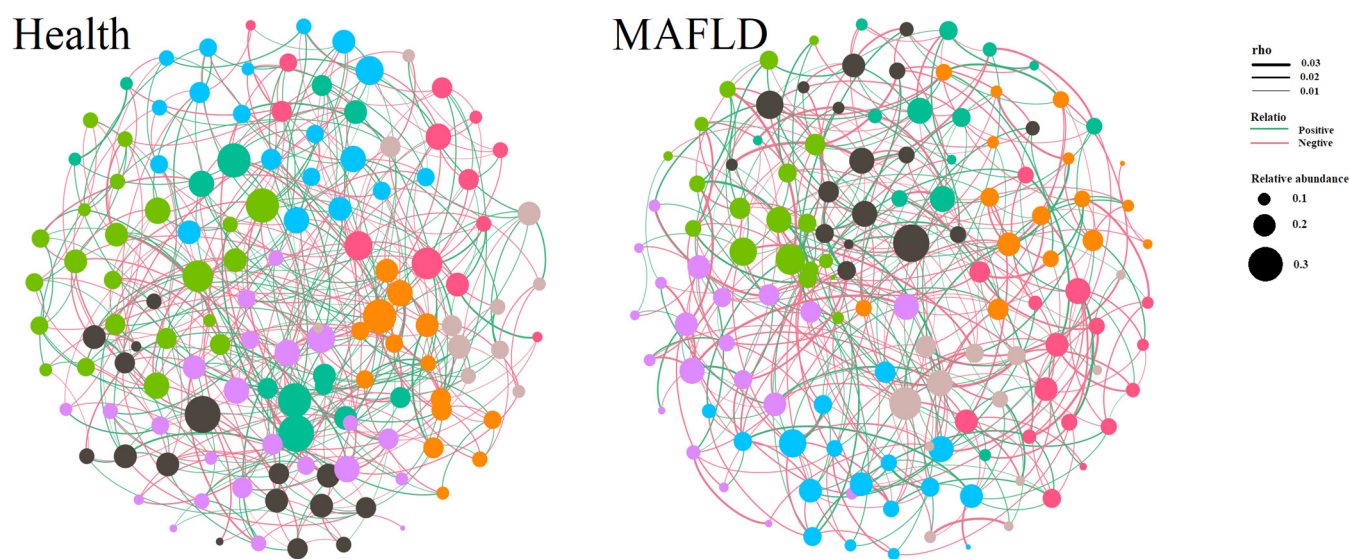 Health
MAFLD
rho
0.03
0.02
0.01
Relatio
Positive
Negtive
Relative abundance
0.1
0.2
0.3